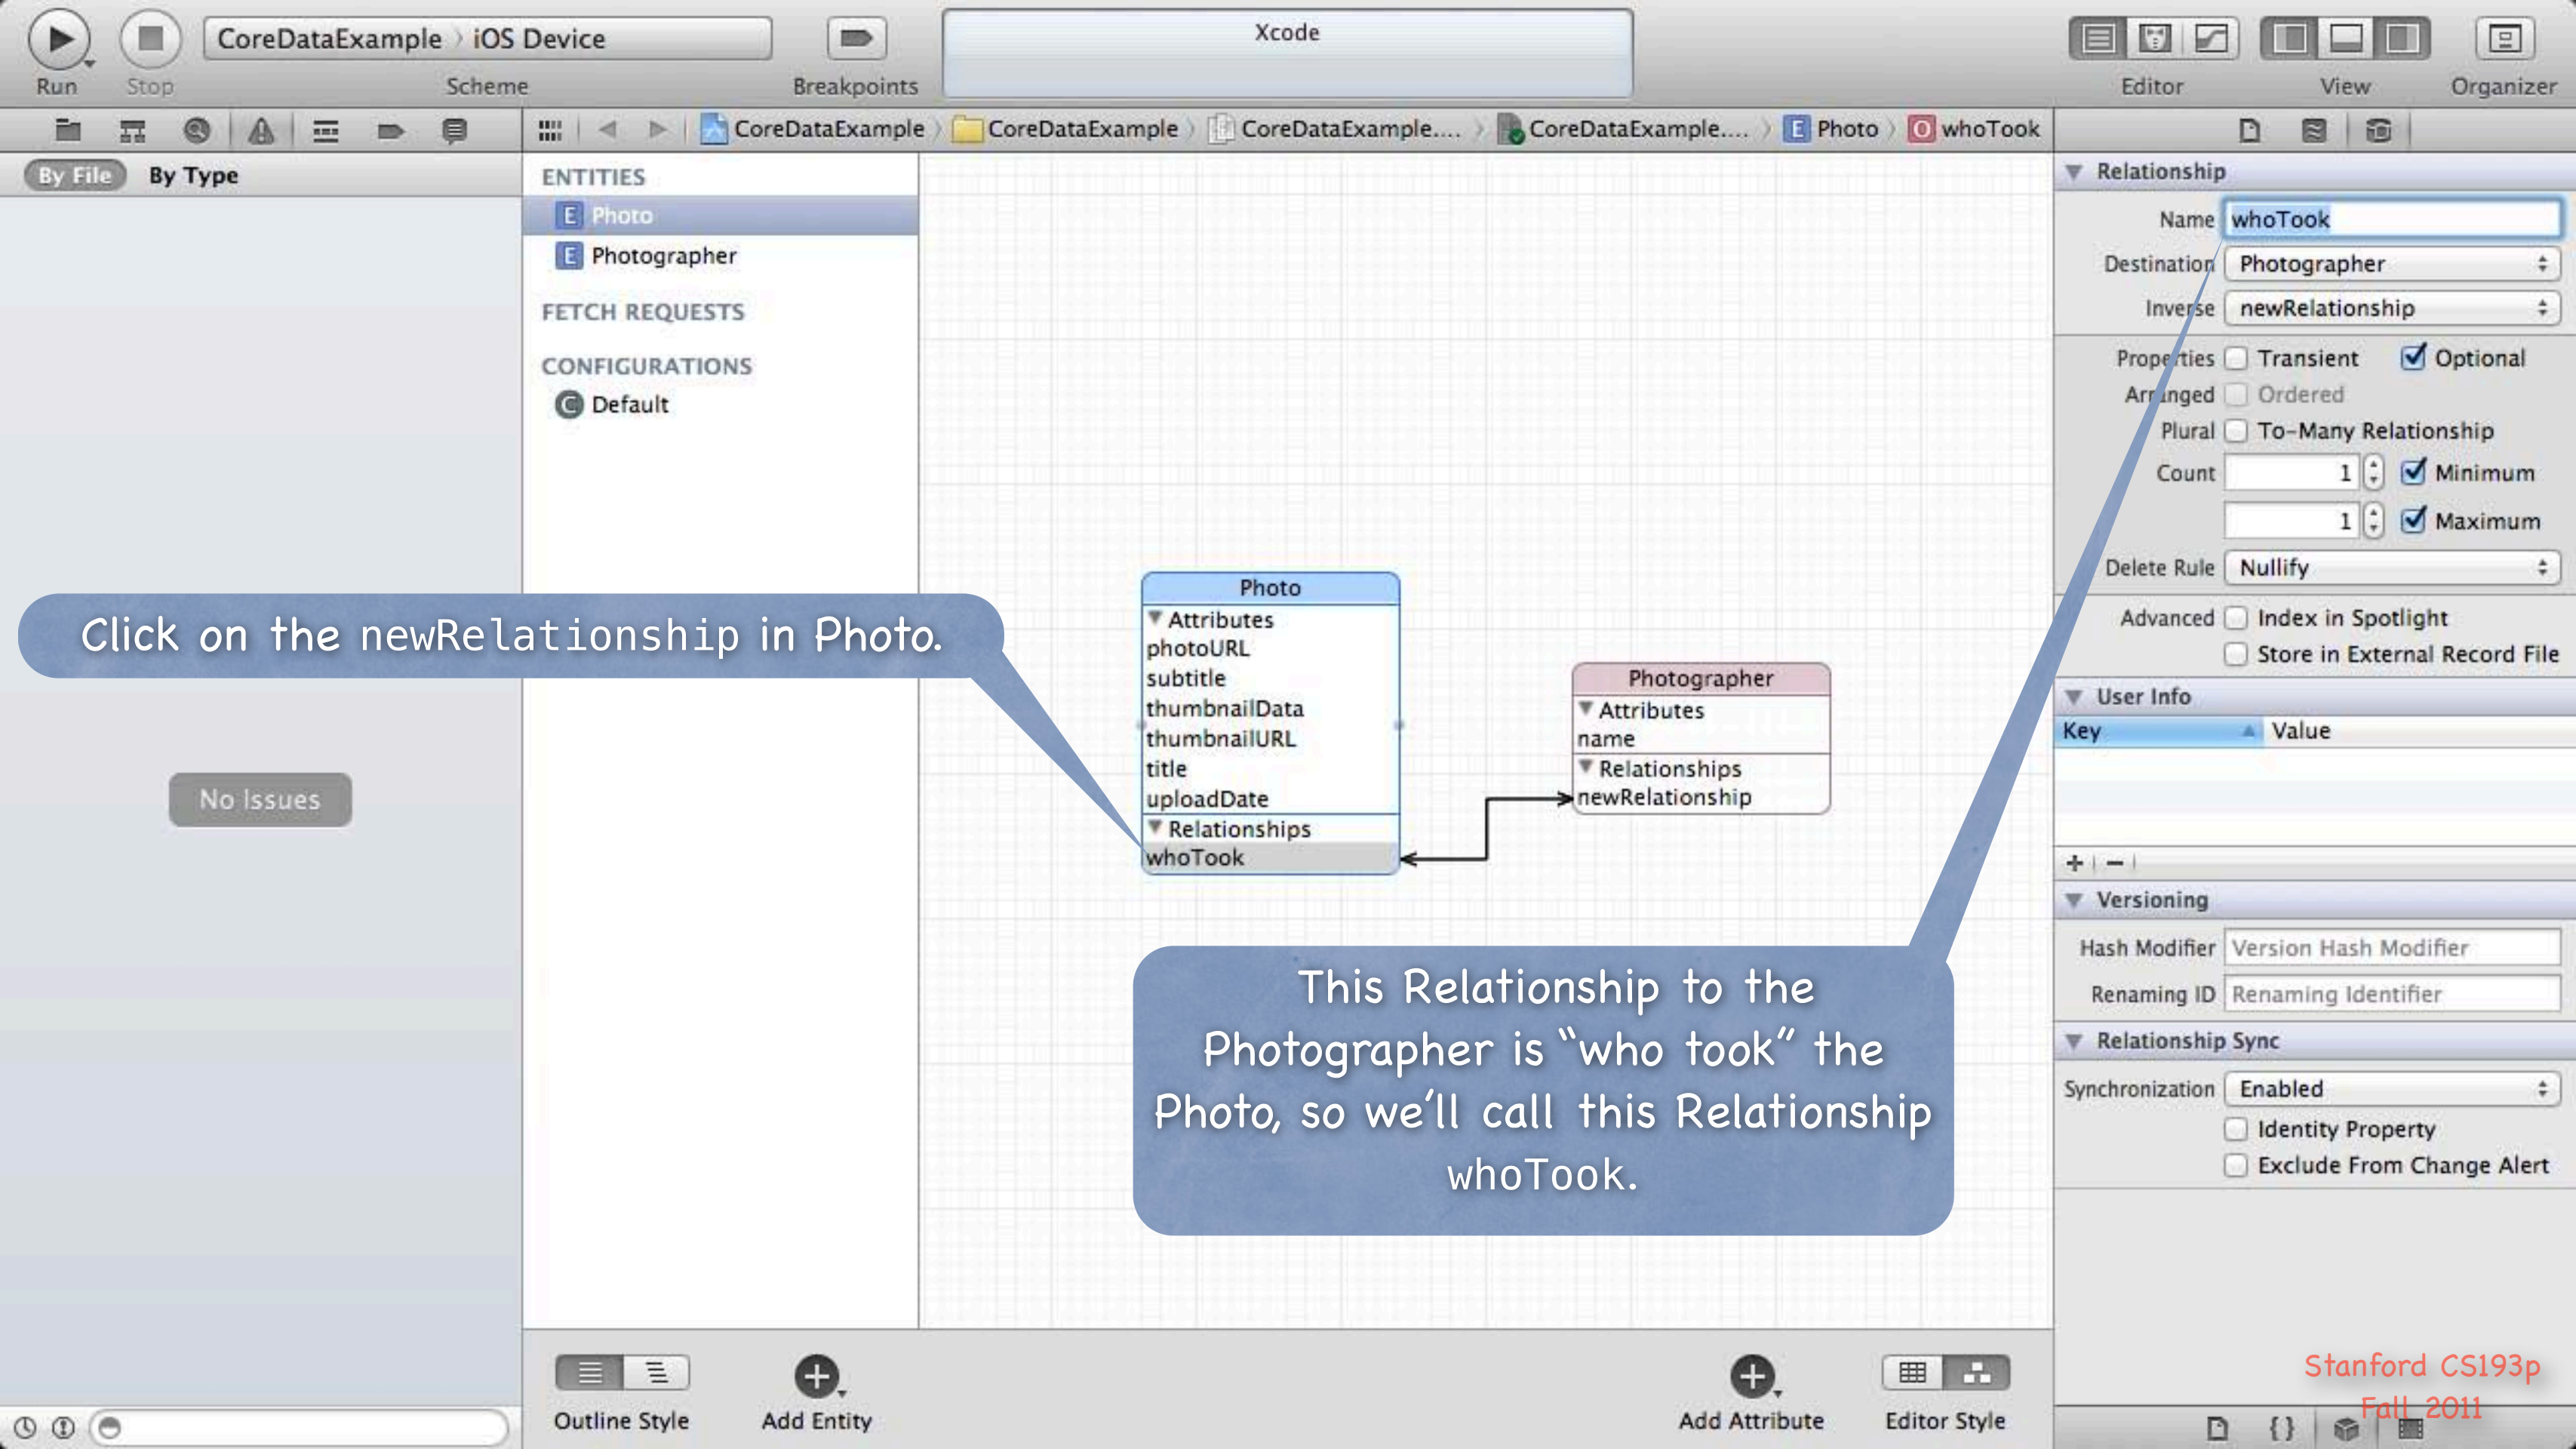 CoreDataExample iOS Device
Xcode
Run Stop Scheme Breakpoints Editor View Organizer
CoreDataExample CoreDataExample CoreDataExample.... CoreDataExample.... E Photo O whoTook
By File By Type
ENTITIES
E Photo
E Photographer
FETCH REQUESTS
CONFIGURATIONS
C Default
No Issues
Click on the newRelationship in Photo.
Photo
Attributes
photoURL
subtitle
thumbnailData
thumbnailURL
title
uploadDate
Relationships
whoTook
Photographer
Attributes
name
Relationships
newRelationship
This Relationship to the
Photographer is “who took” the
Photo, so we’ll call this Relationship
whoTook.
Relationship
Name whoTook
Destination Photographer
Inverse newRelationship
Properties Transient Optional
Arranged Ordered
Plural To-Many Relationship
Count 1 Minimum
1 Maximum
Delete Rule Nullify
Advanced Index in Spotlight
Store in External Record File
User Info
Key Value
Versioning
Hash Modifier Version Hash Modifier
Renaming ID Renaming Identifier
Relationship Sync
Synchronization Enabled
Identity Property
Exclude From Change Alert
Outline Style Add Entity Add Attribute Editor Style
Stanford CS193p
Fall 2011